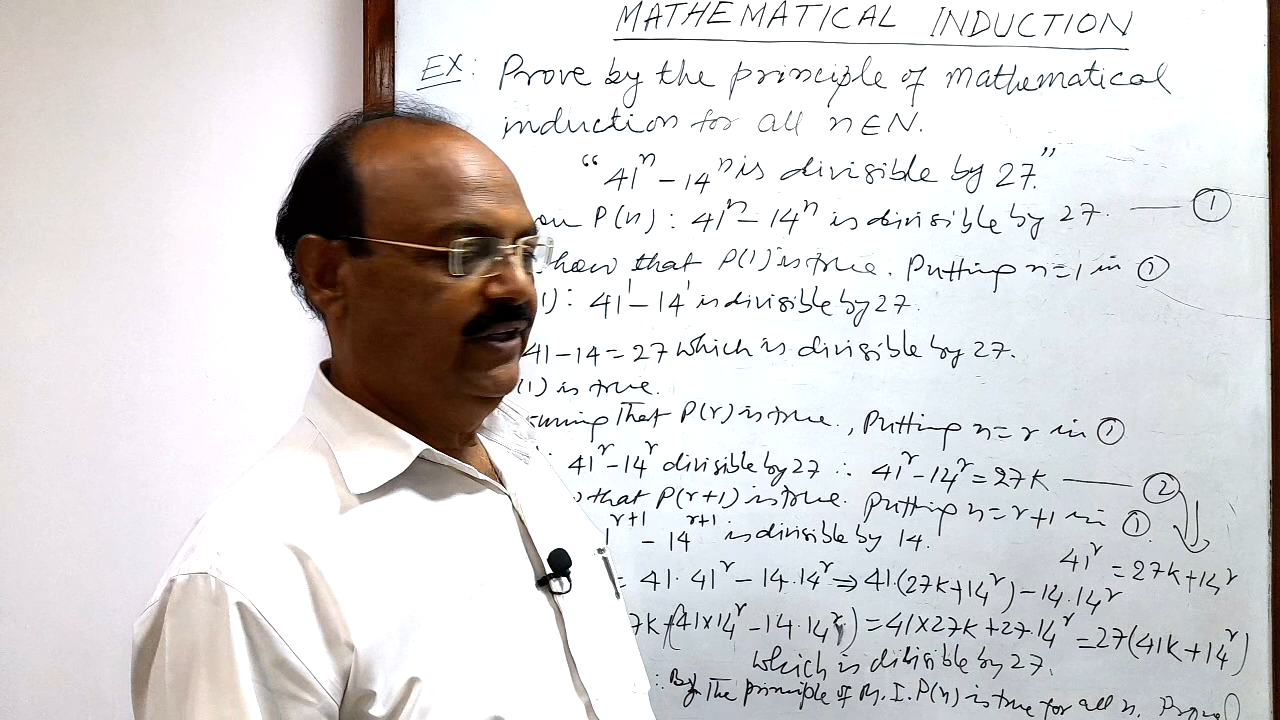 MATHEMATICAL INDUCTION
EX: Prove by the principle of mathematical
induction for all n∈N.
"41ⁿ - 14ⁿ is divisible by 27."
P(n): 41ⁿ - 14ⁿ is divisible by 27. — ①
that P(1) is true. Putting n=1 in ①
1): 41¹ - 14¹ is divisible by 27.
41-14=27 which is divisible by 27.
(1) is true.
That P(r) is true., Putting n=r in ①
41ʳ-14ʳ divisible by 27 ∴ 41ʳ-14ʳ=27k — ②
that P(r+1) is true. Putting n=r+1 in ①.
ʳ⁺¹ - 14ʳ⁺¹ is divisible by 14.
41ʳ = 27k+14ʳ
= 41·41ʳ - 14·14ʳ ⇒ 41·(27k+14ʳ) - 14·14ʳ
7k+(41×14ʳ - 14·14ʳ) = 41×27k + 27·14ʳ = 27(41k+14ʳ)
which is divisible by 27.
∴ By The principle of M.I. P(n) is true for all n. Proved